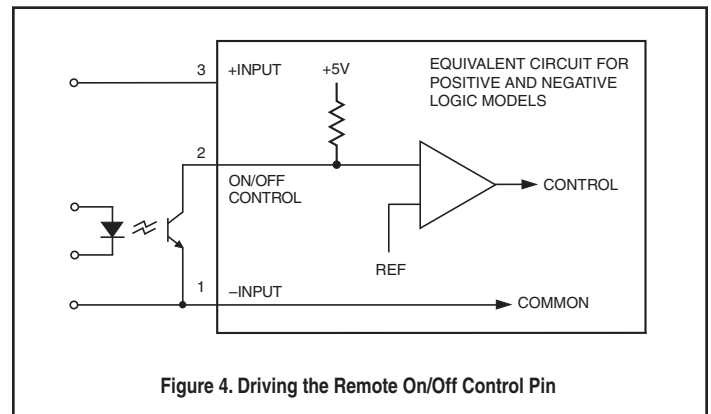 3 +INPUT
+5V
EQUIVALENT CIRCUIT FOR
POSITIVE AND NEGATIVE
LOGIC MODELS
2
ON/OFF
CONTROL
CONTROL
REF
1 –INPUT
COMMON
Figure 4. Driving the Remote On/Off Control Pin